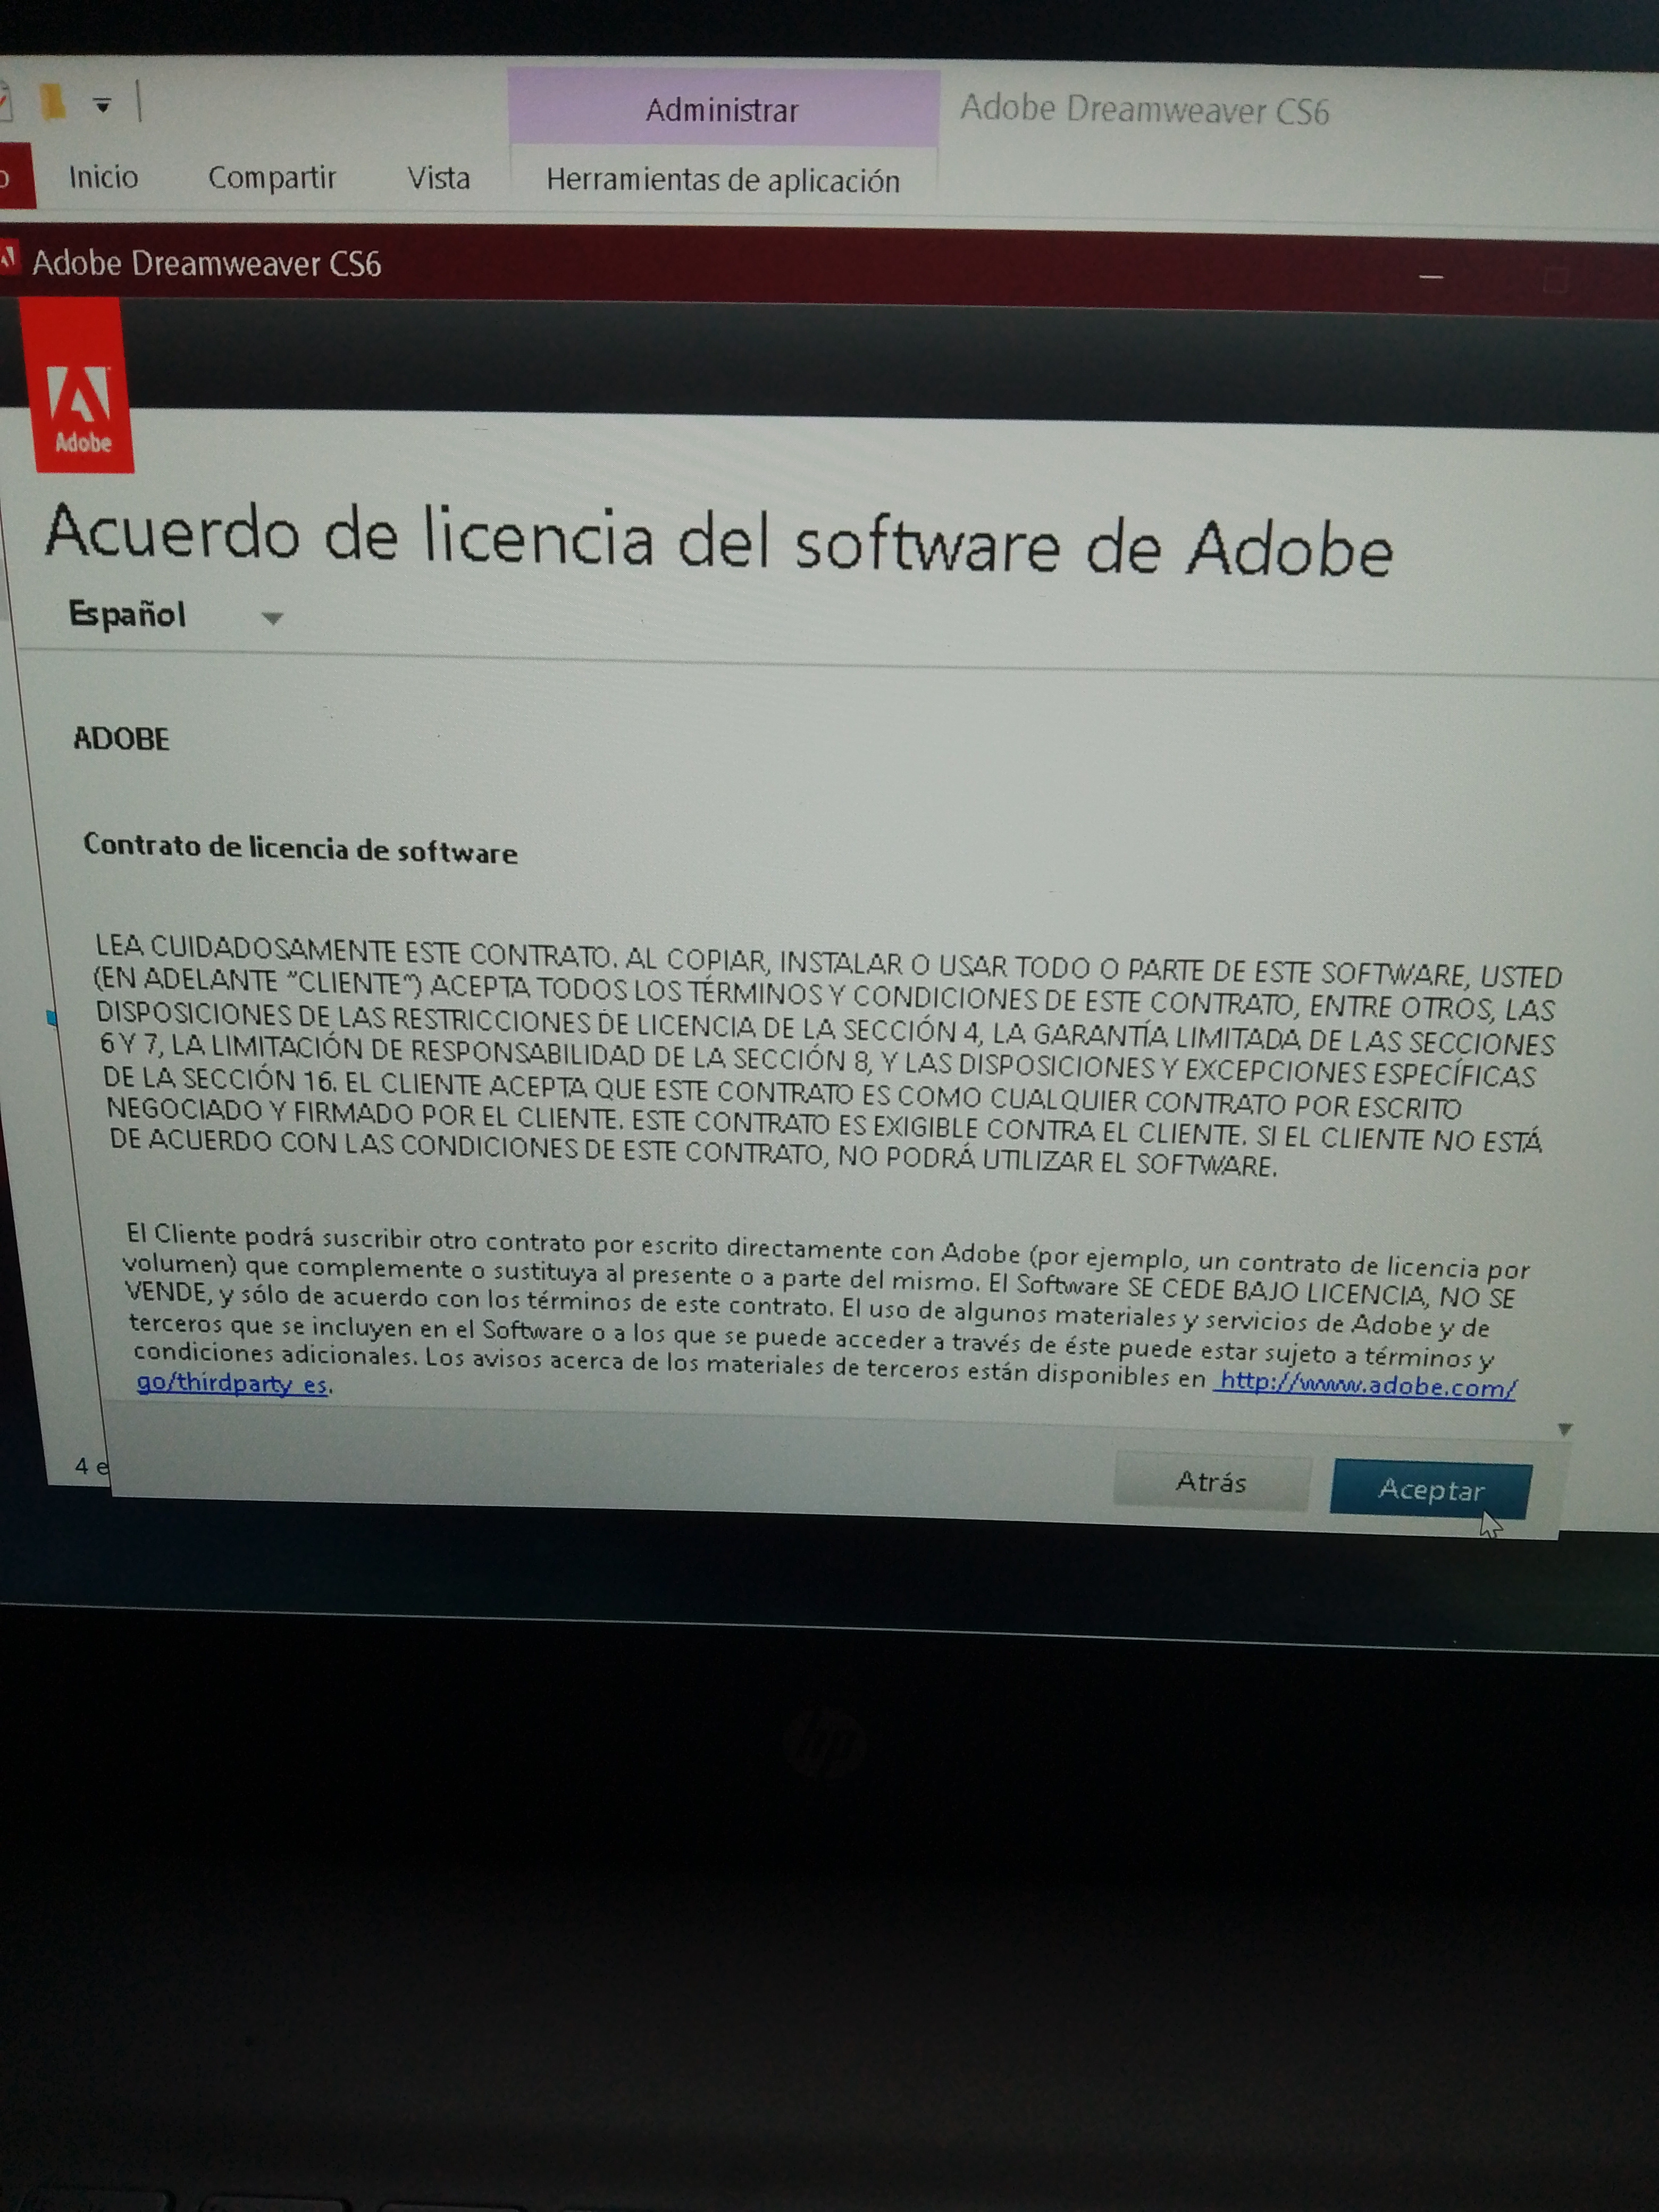 Administrar
Adobe Dreamweaver CS6
Inicio
Compartir
Vista
Herramientas de aplicación
Adobe Dreamweaver CS6
Adobe
Acuerdo de licencia del software de Adobe
Español
ADOBE
Contrato de licencia de software
LEA CUIDADOSAMENTE ESTE CONTRATO. AL COPIAR, INSTALAR O USAR TODO O PARTE DE ESTE SOFTWARE, USTED
(EN ADELANTE "CLIENTE") ACEPTA TODOS LOS TÉRMINOS Y CONDICIONES DE ESTE CONTRATO, ENTRE OTROS, LAS
DISPOSICIONES DE LAS RESTRICCIONES DE LICENCIA DE LA SECCIÓN 4, LA GARANTÍA LIMITADA DE LAS SECCIONES
6 Y 7, LA LIMITACIÓN DE RESPONSABILIDAD DE LA SECCIÓN 8, Y LAS DISPOSICIONES Y EXCEPCIONES ESPECÍFICAS
DE LA SECCIÓN 16. EL CLIENTE ACEPTA QUE ESTE CONTRATO ES COMO CUALQUIER CONTRATO POR ESCRITO
NEGOCIADO Y FIRMADO POR EL CLIENTE. ESTE CONTRATO ES EXIGIBLE CONTRA EL CLIENTE. SI EL CLIENTE NO ESTÁ
DE ACUERDO CON LAS CONDICIONES DE ESTE CONTRATO, NO PODRÁ UTILIZAR EL SOFTWARE.
El Cliente podrá suscribir otro contrato por escrito directamente con Adobe (por ejemplo, un contrato de licencia por
volumen) que complemente o sustituya al presente o a parte del mismo. El Software SE CEDE BAJO LICENCIA, NO SE
VENDE, y sólo de acuerdo con los términos de este contrato. El uso de algunos materiales y servicios de Adobe y de
terceros que se incluyen en el Software o a los que se puede acceder a través de éste puede estar sujeto a términos y
condiciones adicionales. Los avisos acerca de los materiales de terceros están disponibles en http://www.adobe.com/
go/thirdparty_es.
4 e
Atrás
Aceptar
hp